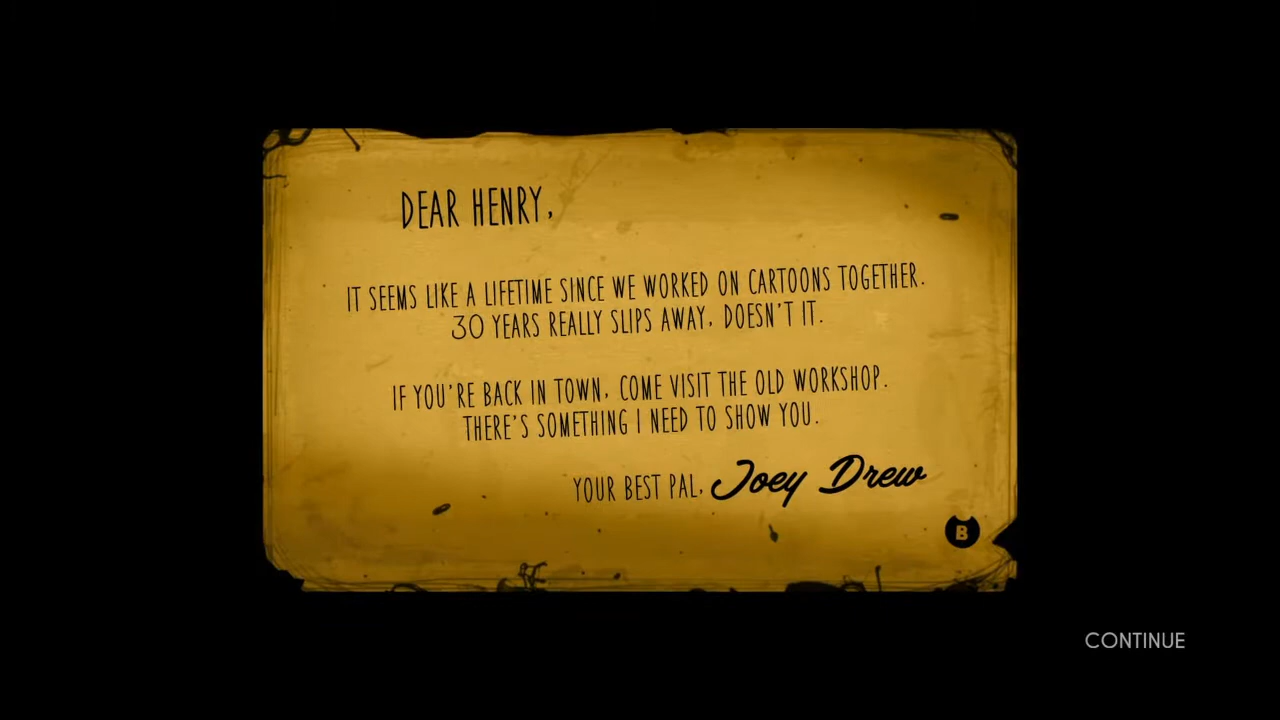 DEAR HENRY,
IT SEEMS LIKE A LIFETIME SINCE WE WORKED ON CARTOONS TOGETHER.
30 YEARS REALLY SLIPS AWAY, DOESN'T IT.
IF YOU'RE BACK IN TOWN, COME VISIT THE OLD WORKSHOP.
THERE'S SOMETHING I NEED TO SHOW YOU.
YOUR BEST PAL, Joey Drew
B
CONTINUE